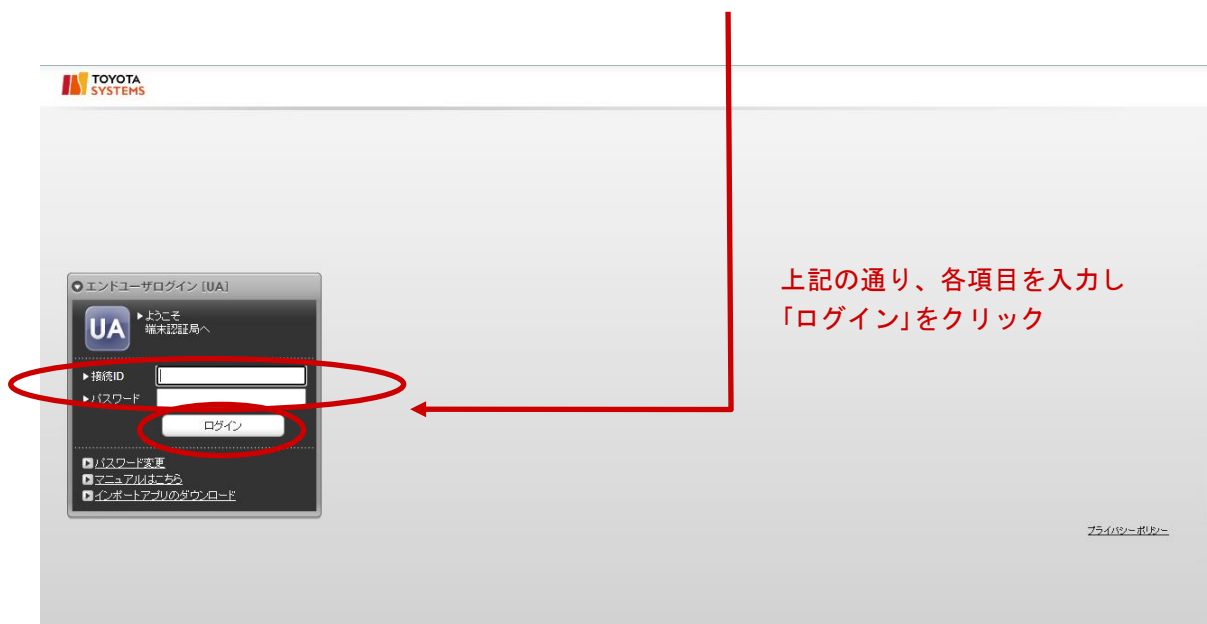 TOYOTA
SYSTEMS
エンドユーザログイン [UA]
UA
ようこそ
端末認証局へ
接続ID
パスワード
ログイン
パスワード変更
マニュアルはこちら
インポートアプリのダウンロード
上記の通り、各項目を入力し
「ログイン」をクリック
プライバシーポリシー